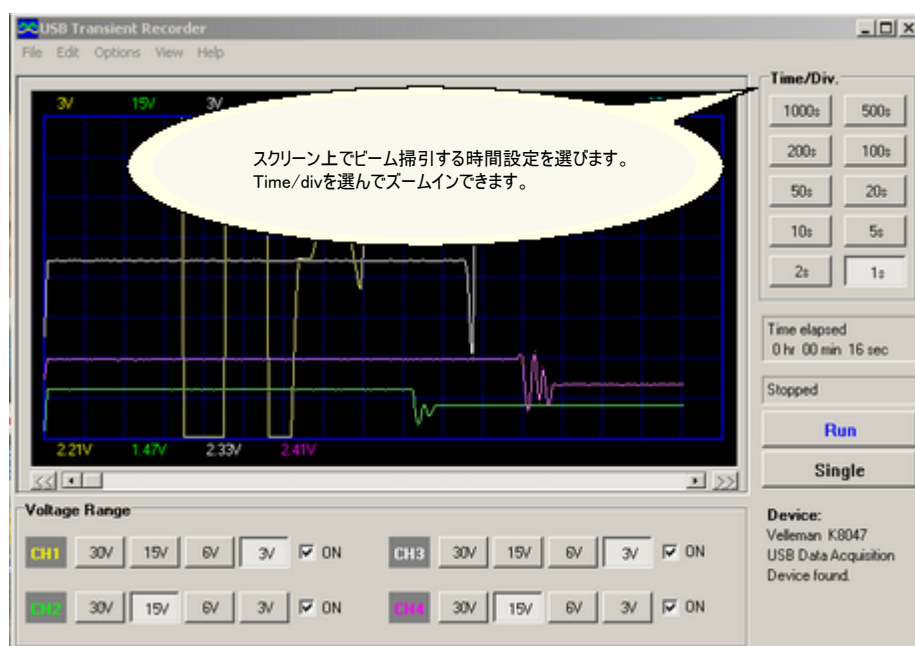 USB Transient Recorder
File Edit Options View Help
3V 15V 3V
スクリーン上でビーム掃引する時間設定を選びます。
Time/divを選んでズームインできます。
2.21V 1.47V 2.33V 2.41V
Time/Div.
1000s 500s
200s 100s
50s 20s
10s 5s
2s 1s
Time elapsed
0 hr 00 min 16 sec
Stopped
Run
Single
Device:
Velleman K8047
USB Data Acquisition
Device found.
Voltage Range
CH1 30V 15V 6V 3V ON
CH3 30V 15V 6V 3V ON
CH2 30V 15V 6V 3V ON
CH4 30V 15V 6V 3V ON